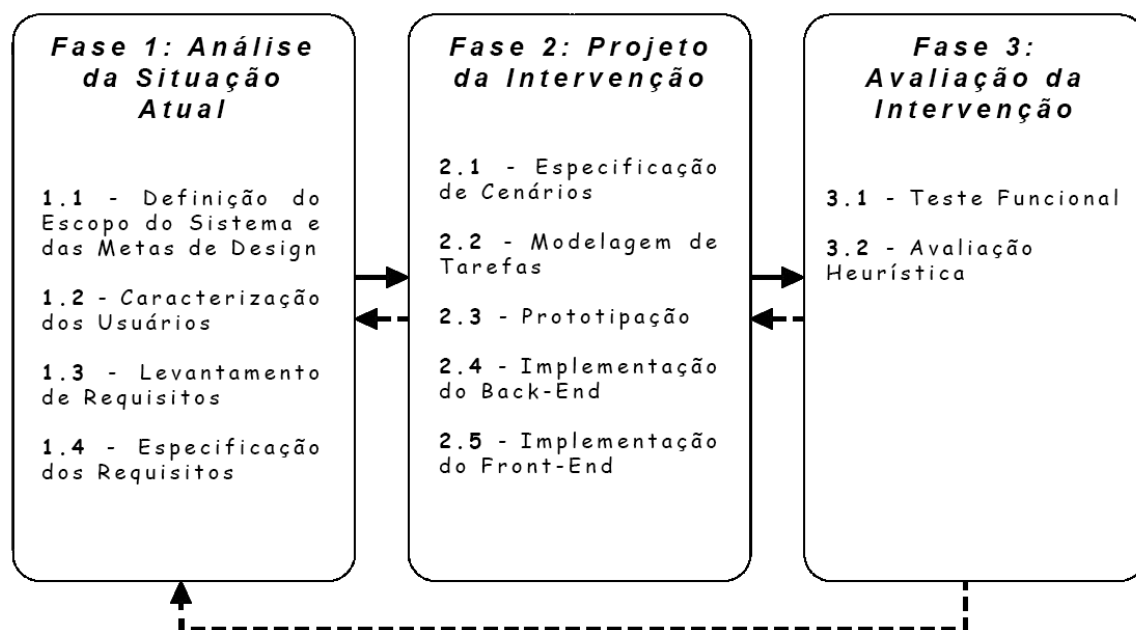 Fase 1: Análise
da Situação
Atual
1.1 - Definição do
Escopo do Sistema e
das Metas de Design
1.2 - Caracterização
dos Usuários
1.3 - Levantamento
de Requisitos
1.4 - Especificação
dos Requisitos
Fase 2: Projeto
da Intervenção
2.1 - Especificação
de Cenários
2.2 - Modelagem de
Tarefas
2.3 - Prototipação
2.4 - Implementação
do Back-End
2.5 - Implementação
do Front-End
Fase 3:
Avaliação da
Intervenção
3.1 - Teste Funcional
3.2 - Avaliação
Heurística